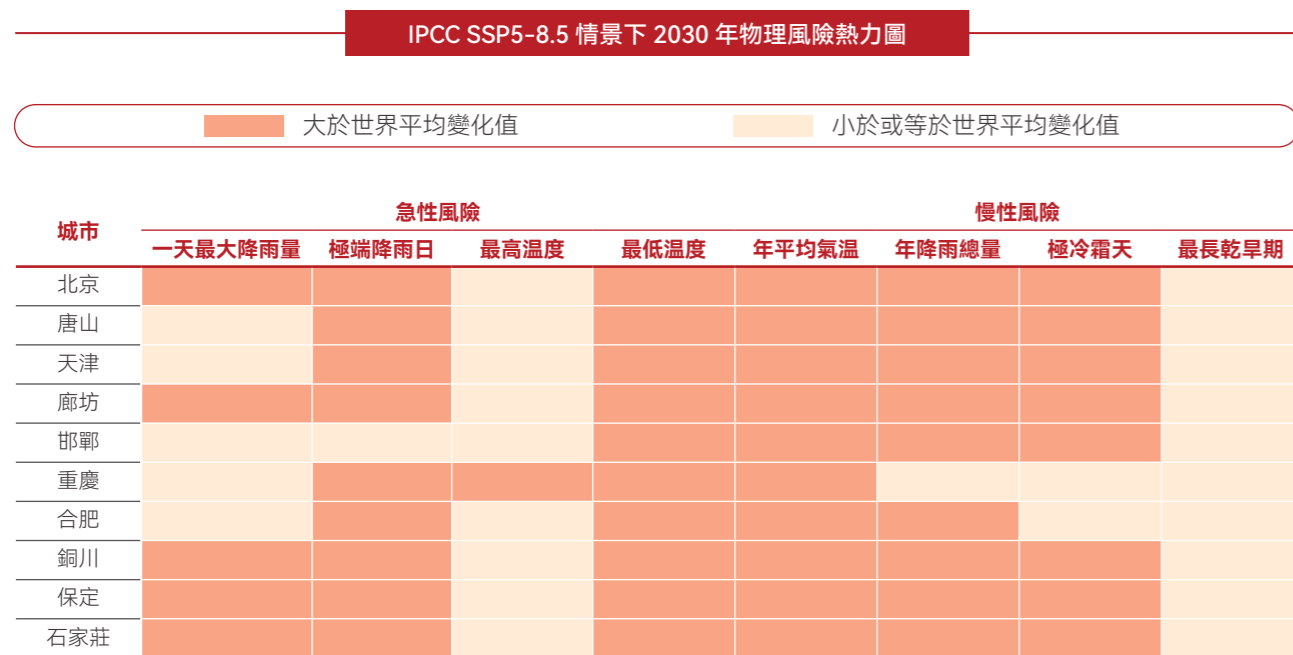 IPCC SSP5-8.5 情景下 2030 年物理風險熱力圖
大於世界平均變化值 小於或等於世界平均變化值
城市 急性風險 慢性風險
一天最大降雨量 極端降雨日 最高溫度 最低溫度 年平均氣溫 年降雨總量 極冷霜天 最長乾旱期
北京
唐山
天津
廊坊
邯鄲
重慶
合肥
銅川
保定
石家莊